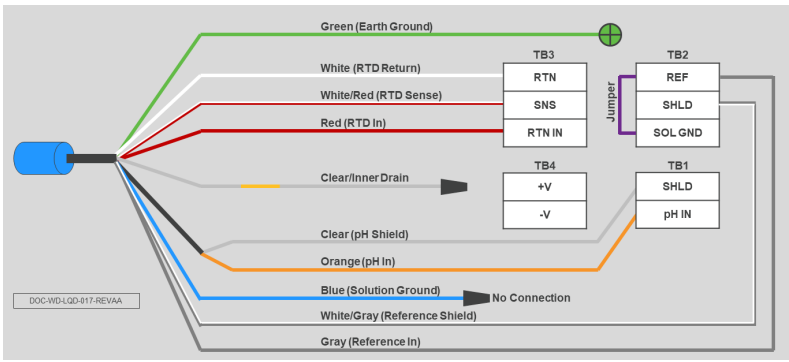 Green (Earth Ground)
TB3
TB2
White (RTD Return)
RTN
REF
White/Red (RTD Sense)
SNS
Jumper
SHLD
Red (RTD In)
RTN IN
SOL GND
TB4
TB1
Clear/Inner Drain
+V
SHLD
-V
pH IN
Clear (pH Shield)
Orange (pH In)
Blue (Solution Ground)
No Connection
DOC-WD-LQD-017-REVAA
White/Gray (Reference Shield)
Gray (Reference In)